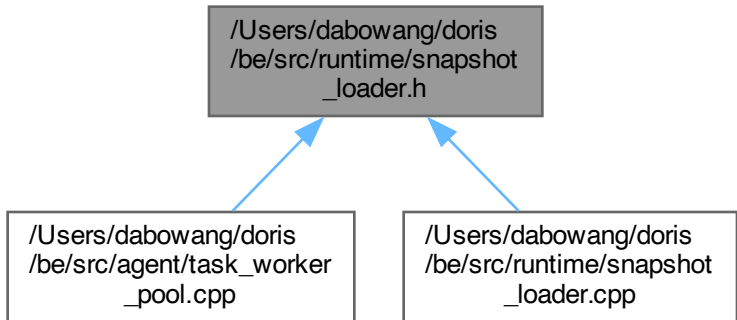 /Users/dabowang/doris
/be/src/runtime/snapshot
_loader.h
/Users/dabowang/doris
/be/src/agent/task_worker
_pool.cpp
/Users/dabowang/doris
/be/src/runtime/snapshot
_loader.cpp